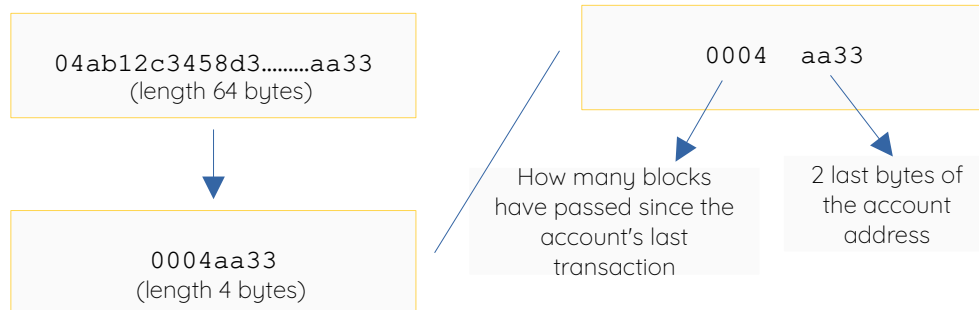 04ab12c3458d3.........aa33
(length 64 bytes)
0004aa33
(length 4 bytes)
0004 aa33
How many blocks
have passed since the
account's last
transaction
2 last bytes of
the account
address